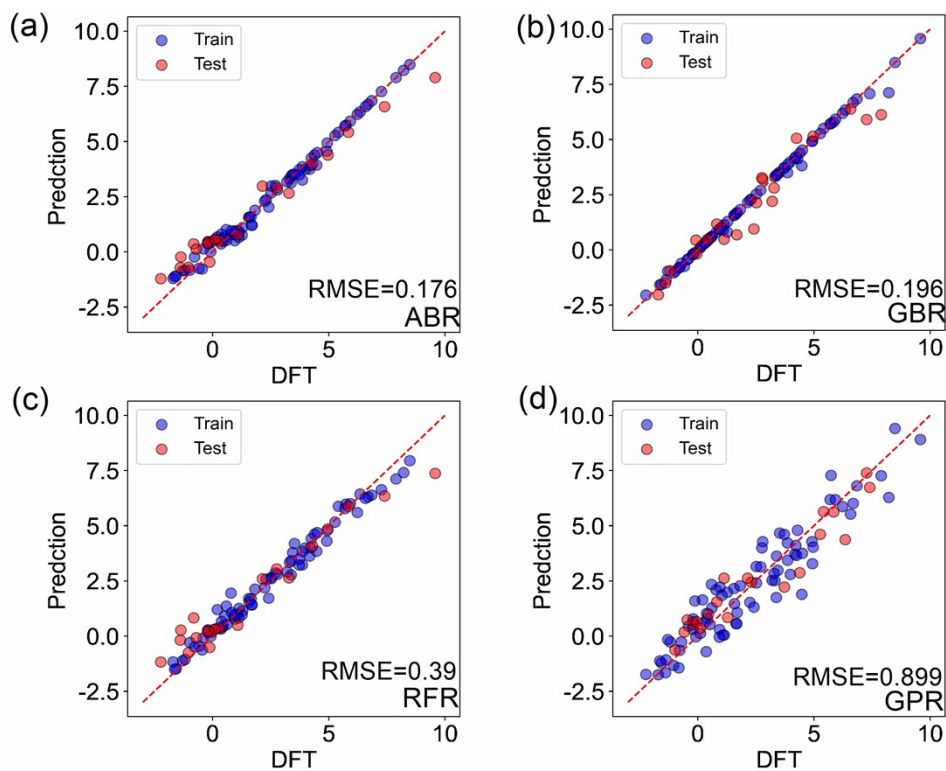 (a)
10.0
7.5
5.0
2.5
0.0
-2.5
Predction
Train
Test
RMSE=0.176
ABR
0
5
10
DFT
(b)
10.0
7.5
5.0
2.5
0.0
-2.5
Predction
Train
Test
RMSE=0.196
GBR
0
5
10
DFT
(c)
10.0
7.5
5.0
2.5
0.0
-2.5
Predction
Train
Test
RMSE=0.39
RFR
0
5
10
DFT
(d)
10.0
7.5
5.0
2.5
0.0
-2.5
Predction
Train
Test
RMSE=0.899
GPR
0
5
10
DFT